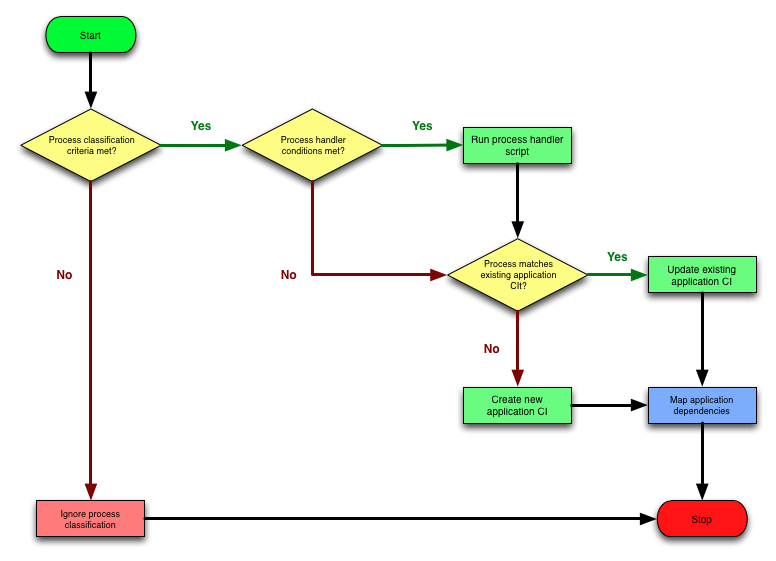 Start
Process classification
criteria met?
Yes
Process handler
conditions met?
Yes
Run process handler
script
No
No
Process matches
existing application
CIt?
Yes
Update existing
application CI
No
Create new
application CI
Map application
dependencies
Ignore process
classification
Stop